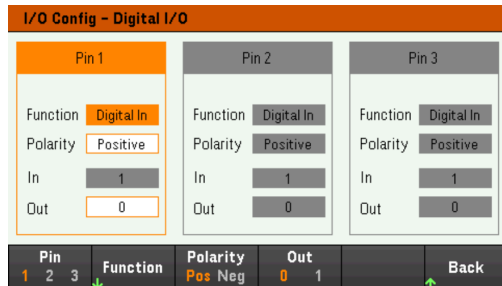 I/O Config – Digital I/O
Pin 1 Pin 2 Pin 3
Function Digital In Function Digital In Function Digital In
Polarity Positive Polarity Positive Polarity Positive
In 1 In 1 In 1
Out 0 Out 0 Out 0
Pin Function Polarity Out Back
1 2 3 Pos Neg 0 1